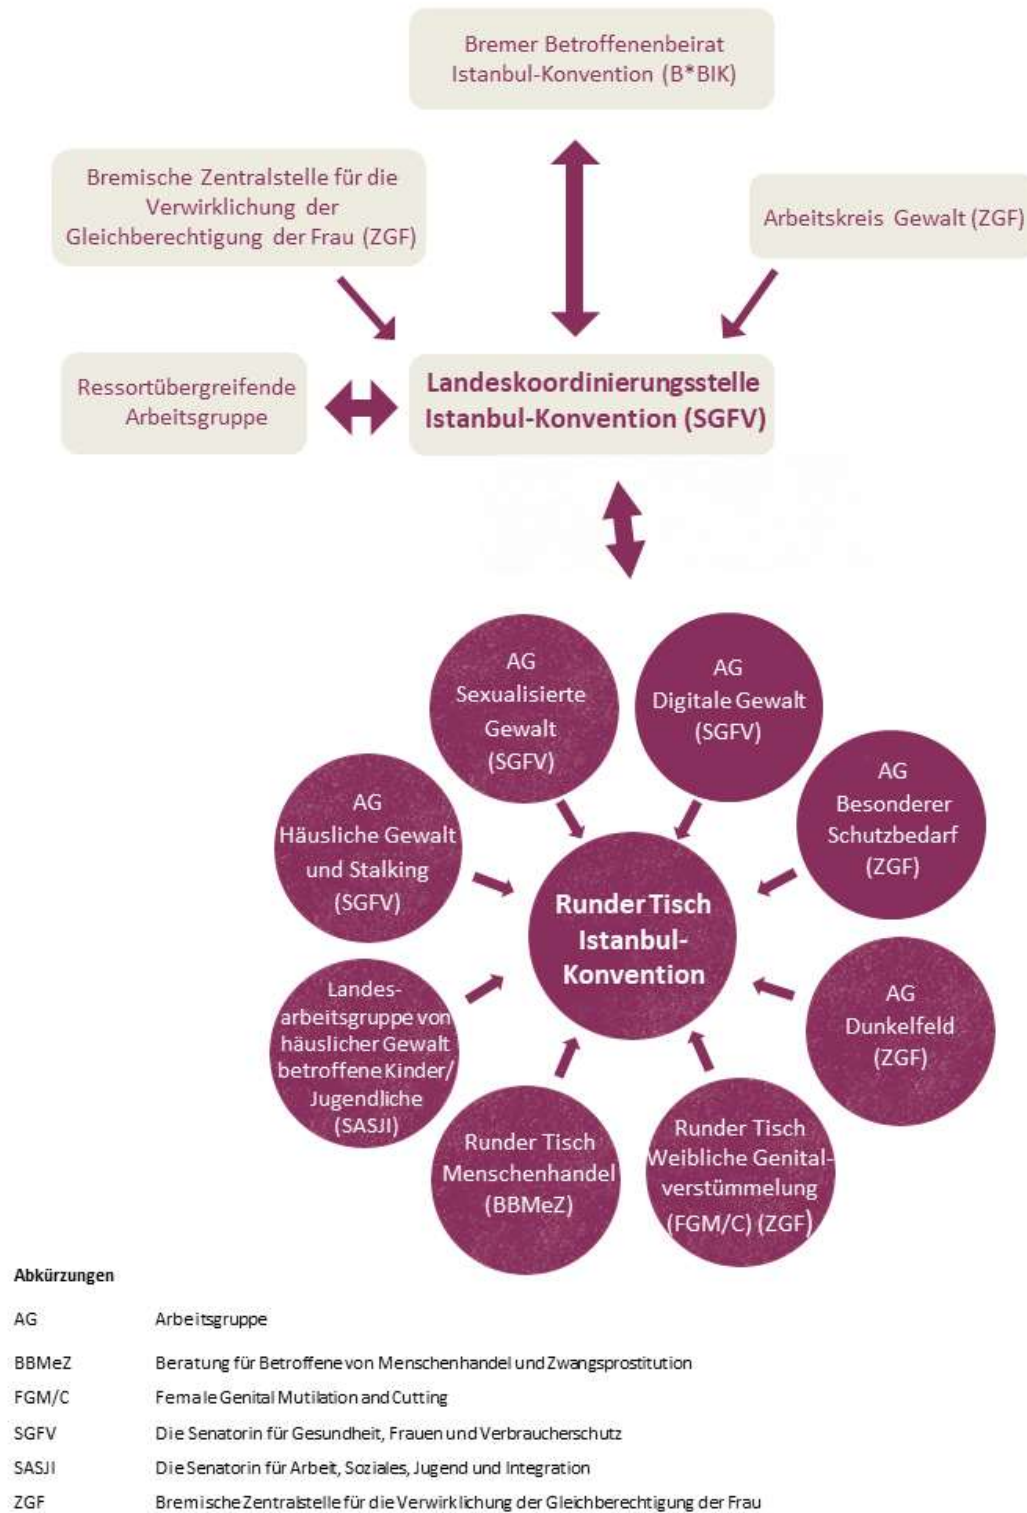 Bremer Betroffenenbeirat
Istanbul-Konvention (B*BIK)
Bremische Zentralstelle für die
Verwirklichung der
Gleichberechtigung der Frau (ZGF)
Arbeitskreis Gewalt (ZGF)
Ressortübergreifende
Arbeitsgruppe
Landeskoordinierungsstelle
Istanbul-Konvention (SGFV)
AG
Sexualisierte
Gewalt
(SGFV)
AG
Digitale Gewalt
(SGFV)
AG
Häusliche Gewalt
und Stalking
(SGFV)
AG
Besonderer
Schutzbedarf
(ZGF)
Runder Tisch
Istanbul-
Konvention
Landes-
arbeitsgruppe von
häuslicher Gewalt
betroffene Kinder/
Jugendliche
(SASJI)
AG
Dunkelfeld
(ZGF)
Runder Tisch
Menschenhandel
(BBMeZ)
Runder Tisch
Weibliche Genital-
verstümmelung
(FGM/C) (ZGF)
Abkürzungen
AG Arbeitsgruppe
BBMeZ Beratung für Betroffene von Menschenhandel und Zwangsprostitution
FGM/C Female Genital Mutilation and Cutting
SGFV Die Senatorin für Gesundheit, Frauen und Verbraucherschutz
SASJI Die Senatorin für Arbeit, Soziales, Jugend und Integration
ZGF Bremische Zentralstelle für die Verwirklichung der Gleichberechtigung der Frau